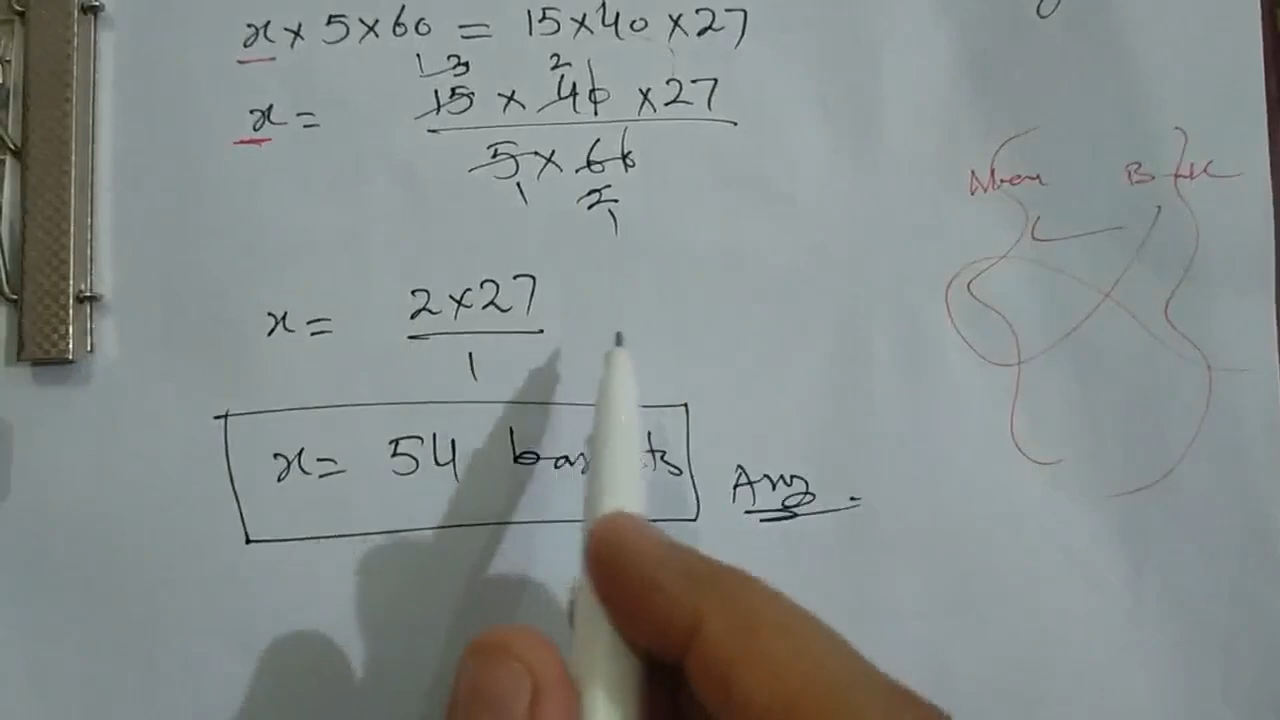 x × 5 × 60 = 15 × 40 × 27
1 3 2
x = 15 × 40 × 27
5 × 60
1 2
1
x = 2 × 27
1
x = 54
Ans.